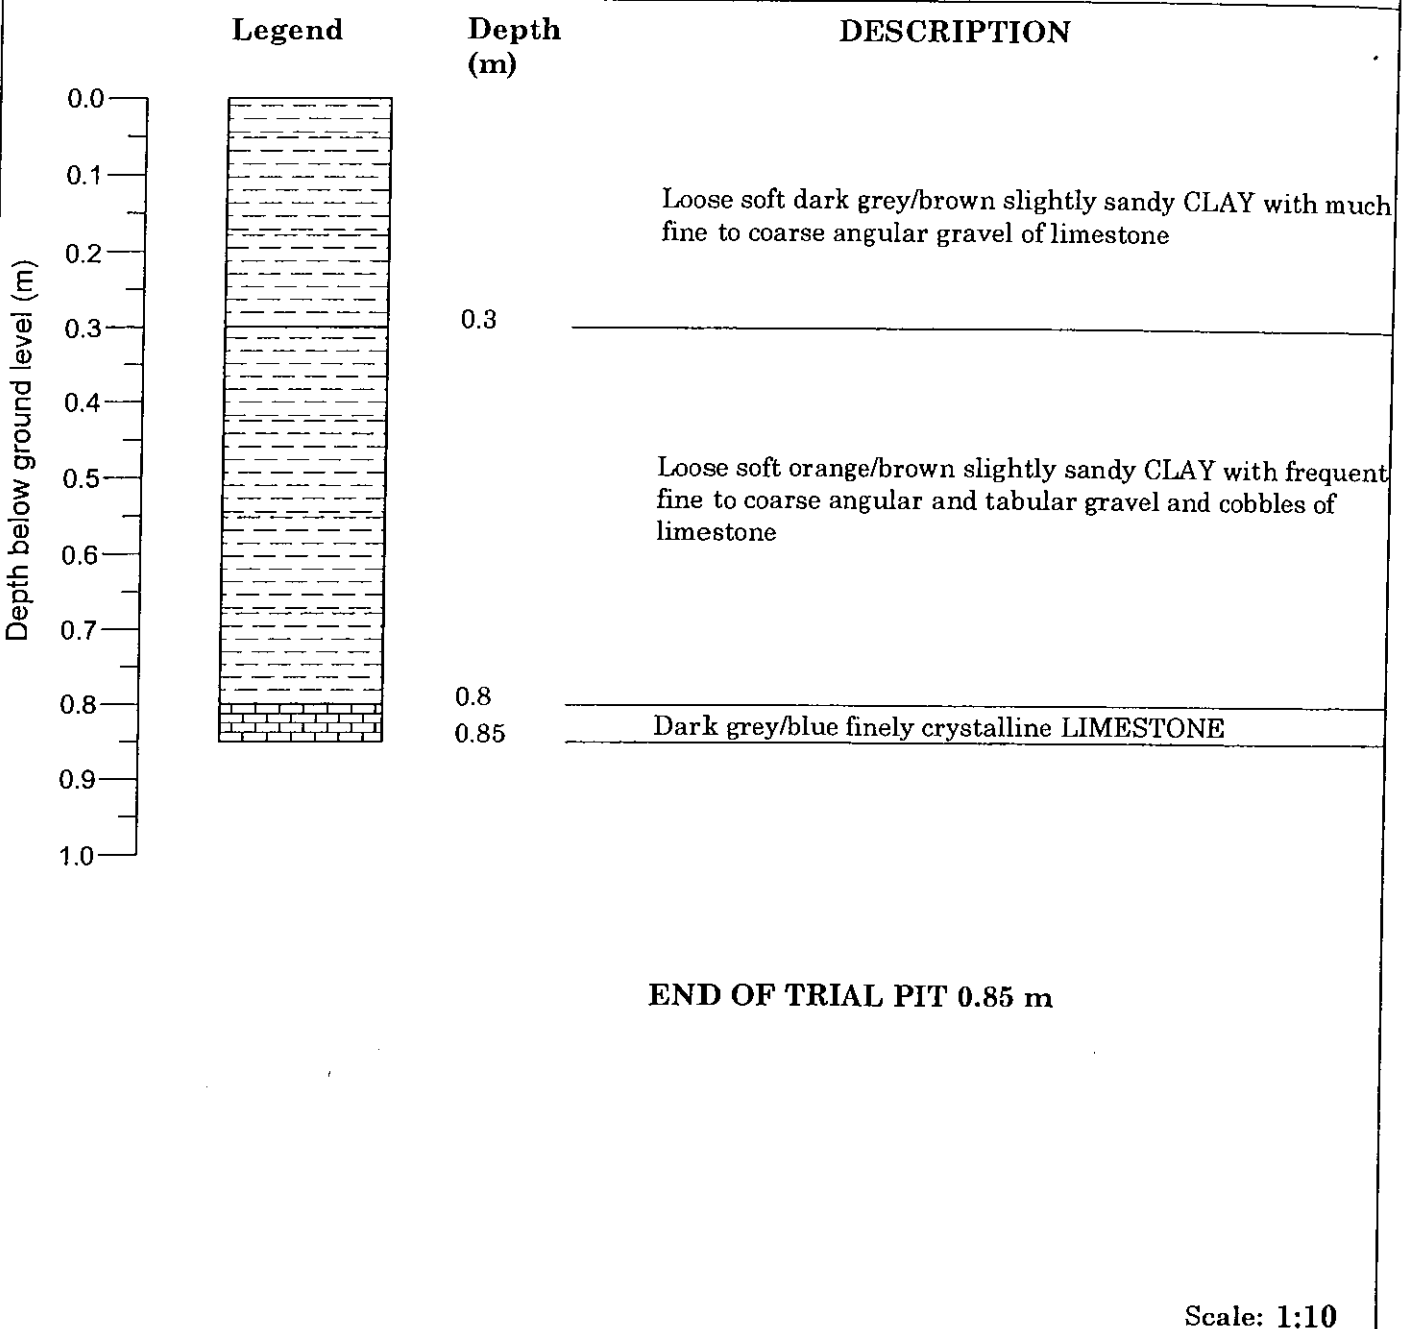 Legend
Depth
(m)
DESCRIPTION
Depth below ground level (m)
0.0
0.1
0.2
0.3
0.4
0.5
0.6
0.7
0.8
0.9
1.0
Loose soft dark grey/brown slightly sandy CLAY with much
fine to coarse angular gravel of limestone
0.3
Loose soft orange/brown slightly sandy CLAY with frequent
fine to coarse angular and tabular gravel and cobbles of
limestone
0.8
0.85
Dark grey/blue finely crystalline LIMESTONE
END OF TRIAL PIT 0.85 m
Scale: 1:10